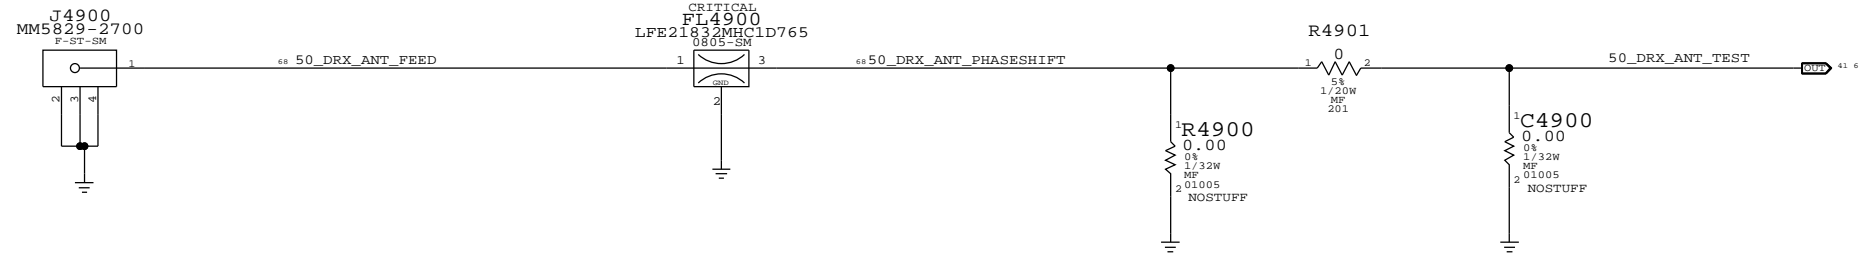 J4900
MM5829-2700
F-ST-SM
1
2
3
4
68 50_DRX_ANT_FEED
CRITICAL
FL4900
LFE21832MHC1D765
0805-SM
1
3
GND
2
68 50_DRX_ANT_PHASESHIFT
R4901
0
1
2
5%
1/20W
MF
201
1
R4900
0.00
0%
1/32W
MF
01005
2
NOSTUFF
50_DRX_ANT_TEST
OUT
41 6
1
C4900
0.00
0%
1/32W
MF
01005
2
NOSTUFF